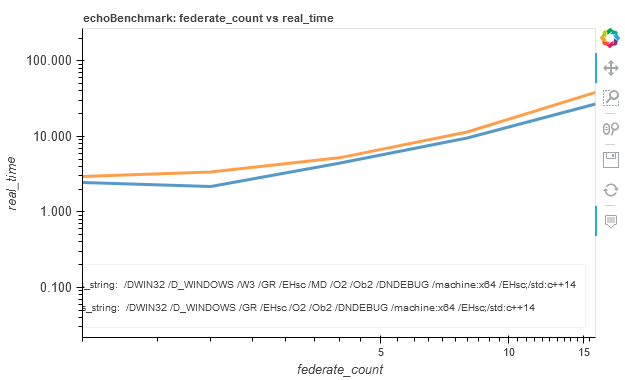 echoBenchmark: federate_count vs real_time
100.000
10.000
1.000
0.100
real_time
s_string: /DWIN32 /D_WINDOWS /W3 /GR /EHsc /MD /O2 /Ob2 /DNDEBUG /machine:x64 /EHsc;/std:c++14
s_string: /DWIN32 /D_WINDOWS /GR /EHsc /O2 /Ob2 /DNDEBUG /machine:x64 /EHsc;/std:c++14
5 10 15
federate_count